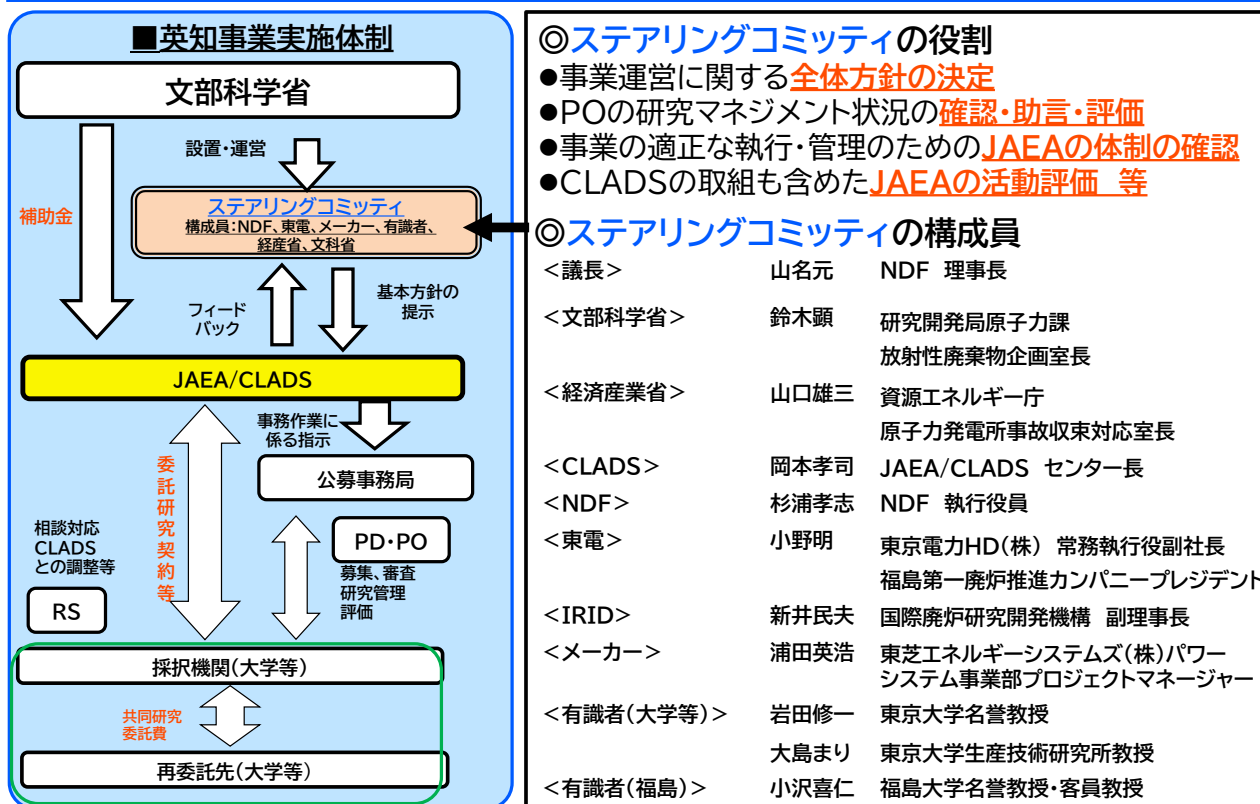 ■英知事業実施体制
文部科学省
設置・運営
補助金
ステアリングコミッティ
構成員:NDF、東電、メーカー、有識者、
経産省、文科省
フィード
バック
基本方針の
提示
JAEA/CLADS
事務作業に
係る指示
公募事務局
委託研究契約等
PD・PO
募集、審査
研究管理
評価
相談対応
CLADS
との調整等
RS
採択機関(大学等)
共同研究
委託費
再委託先(大学等)
◎ステアリングコミッティの役割
●事業運営に関する全体方針の決定
●POの研究マネジメント状況の確認・助言・評価
●事業の適正な執行・管理のためのJAEAの体制の確認
●CLADSの取組も含めたJAEAの活動評価 等
◎ステアリングコミッティの構成員
<議長> 山名元 NDF 理事長
<文部科学省> 鈴木顕 研究開発局原子力課
放射性廃棄物企画室長
<経済産業省> 山口雄三 資源エネルギー庁
原子力発電所事故収束対応室長
<CLADS> 岡本孝司 JAEA/CLADS センター長
<NDF> 杉浦孝志 NDF 執行役員
<東電> 小野明 東京電力HD(株) 常務執行役副社長
福島第一廃炉推進カンパニープレジデント
<IRID> 新井民夫 国際廃炉研究開発機構 副理事長
<メーカー> 浦田英浩 東芝エネルギーシステムズ(株)パワー
システム事業部プロジェクトマネージャー
<有識者(大学等)> 岩田修一 東京大学名誉教授
大島まり 東京大学生産技術研究所教授
<有識者(福島)> 小沢喜仁 福島大学名誉教授・客員教授